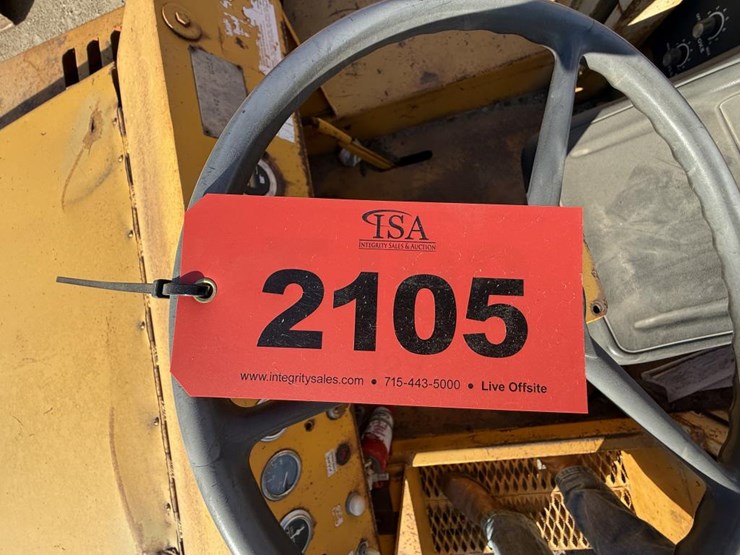 ISA
INTEGRITY SALES & AUCTION
2105
www.integritysales.com • 715-443-5000 • Live Offsite